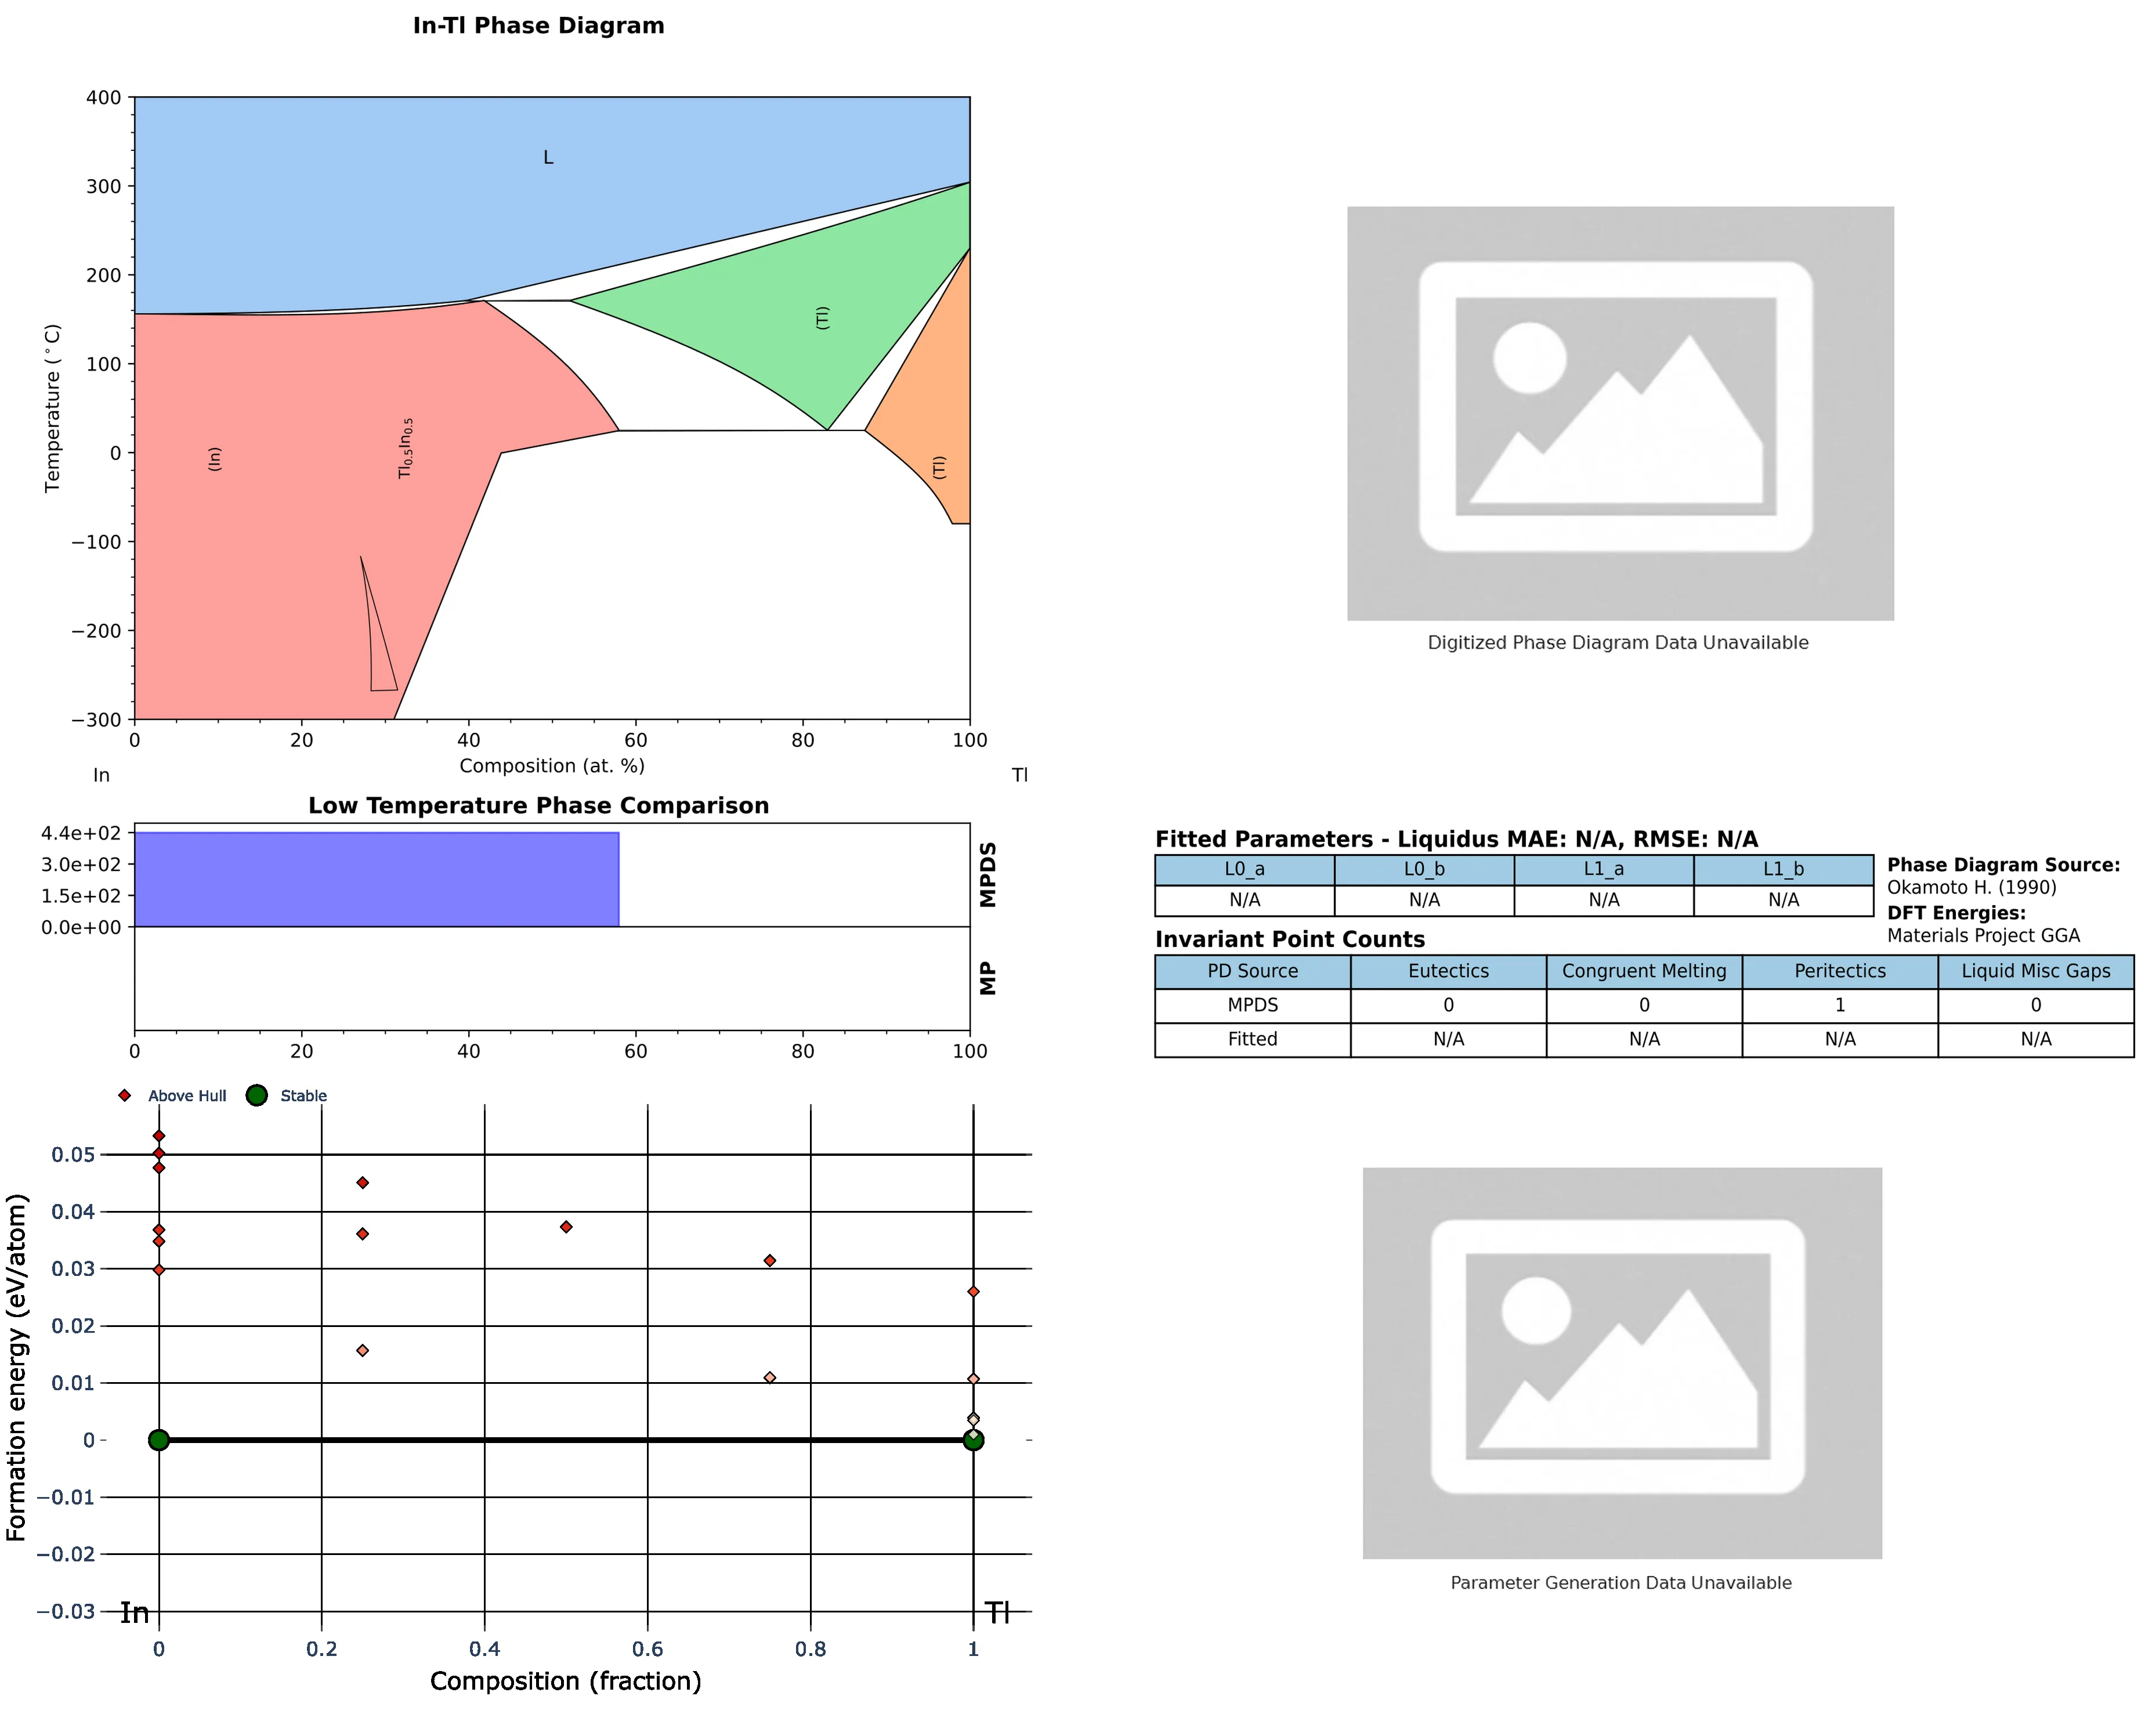 In-Tl Phase Diagram
400
300
200
100
0
−100
−200
−300
Temperature (°C)
L
(Tl)
(In)
Tl0.5In0.5
(Tl)
0 20 40 60 80 100
Composition (at. %)
In Tl
Digitized Phase Diagram Data Unavailable
Low Temperature Phase Comparison
4.4e+02
3.0e+02
1.5e+02
0.0e+00
MPDS
MP
0 20 40 60 80 100
Fitted Parameters - Liquidus MAE: N/A, RMSE: N/A
L0_a L0_b L1_a L1_b
N/A N/A N/A N/A
Phase Diagram Source:
Okamoto H. (1990)
DFT Energies:
Materials Project GGA
Invariant Point Counts
PD Source Eutectics Congruent Melting Peritectics Liquid Misc Gaps
MPDS 0 0 1 0
Fitted N/A N/A N/A N/A
Above Hull Stable
0.05
0.04
0.03
0.02
0.01
0
−0.01
−0.02
−0.03
Formation energy (eV/atom)
In Tl
0 0.2 0.4 0.6 0.8 1
Composition (fraction)
Parameter Generation Data Unavailable